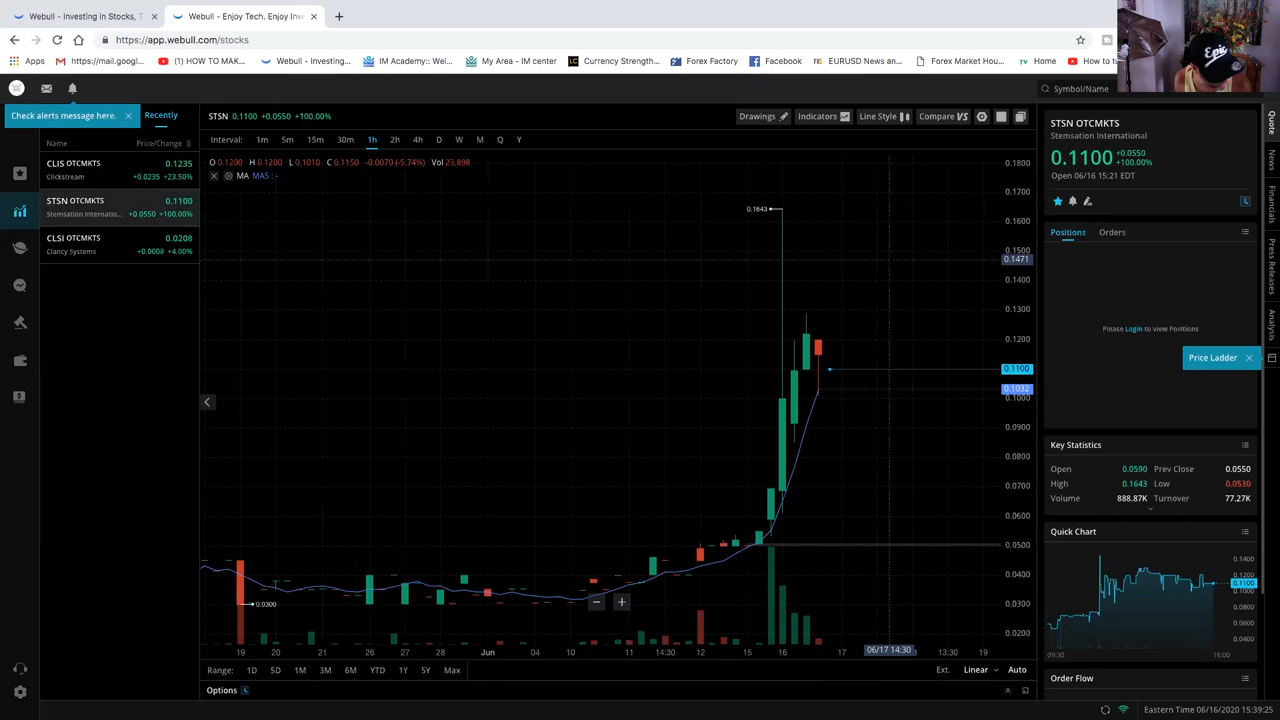 Webull - Investing in Stocks, T
Webull - Enjoy Tech. Enjoy Inve
https://app.webull.com/stocks
Apps
https://mail.googl...
(1) HOW TO MAK...
Webull - Investing...
IM Academy:: Wel...
My Area - IM center
Currency Strength...
Forex Factory
Facebook
EURUSD News an...
Forex Market Hou...
Home
How to t
Epic
Symbol/Name
Check alerts message here.
Recently
Name Price/Change
CLIS OTCMKTS 0.1235
Clickstream +0.0235 +23.50%
STSN OTCMKTS 0.1100
Stemsation Internatio... +0.0550 +100.00%
CLSI OTCMKTS 0.0208
Clancy Systems +0.0008 +4.00%
STSN 0.1100 +0.0550 +100.00%
Drawings Indicators Line Style Compare VS
Interval: 1m 5m 15m 30m 1h 2h 4h D W M Q Y
O 0.1200 H 0.1200 L 0.1010 C 0.1150 -0.0070 (-5.74%) Vol 23,898
MA MA5: -
0.1643
0.0300
0.1800
0.1700
0.1600
0.1500
0.1471
0.1400
0.1300
0.1200
0.1100
0.1032
0.1000
0.0900
0.0800
0.0700
0.0600
0.0500
0.0400
0.0300
0.0200
19 20 21 26 27 28 Jun 04 10 11 14:30 12 15 16 17 06/17 14:30 13:30 19
Range: 1D 5D 1M 3M 6M YTD 1Y 5Y Max
Ext. Linear Auto
Options
STSN OTCMKTS
Stemsation International
0.1100 +0.0550
+100.00%
Open 06/16 15:21 EDT
Positions Orders
Please Login to view Positions
Price Ladder
Key Statistics
Open 0.0590 Prev Close 0.0550
High 0.1643 Low 0.0530
Volume 888.87K Turnover 77.27K
Quick Chart
0.1400
0.1200
0.1100
0.1000
0.0800
0.0600
0.0400
09:30 16:00
Order Flow
Quote
News
Financials
Press Releases
Analysis
Eastern Time 06/16/2020 15:39:25